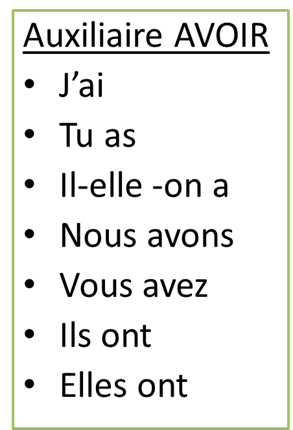 Auxiliaire AVOIR
• J’ai
• Tu as
• Il-elle -on a
• Nous avons
• Vous avez
• Ils ont
• Elles ont